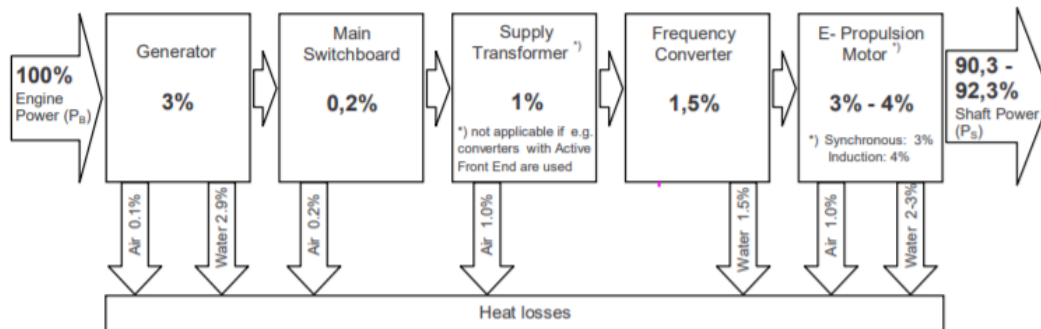 100%
Engine
Power (PB)
Generator
3%
Main
Switchboard
0,2%
Supply
Transformer *)
1%
*) not applicable if e.g.
converters with Active
Front End are used
Frequency
Converter
1,5%
E- Propulsion
Motor *)
3% - 4%
*) Synchronous: 3%
Induction: 4%
90,3 -
92,3%
Shaft Power
(PS)
Air 0.1%
Water 2.9%
Air 0.2%
Air 1.0%
Water 1.5%
Air 1.0%
Water 2-3%
Heat losses